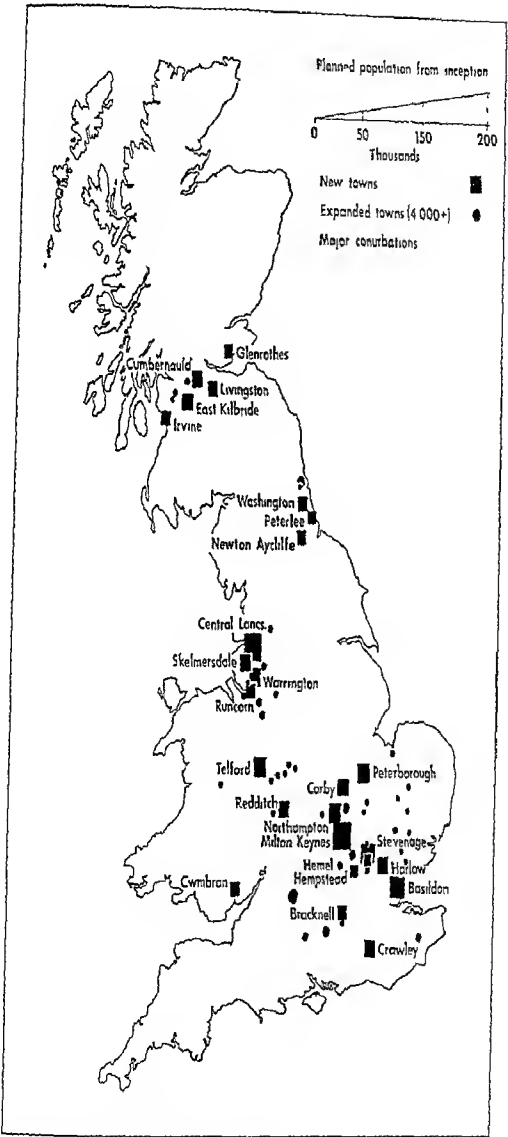 Planned population from inception
0 50 150 200
Thousands
New towns
Expanded towns (4 000+)
Major conurbations
Glenrothes
Cumbernauld
Livingston
East Kilbride
Irvine
Washington
Peterlee
Newton Aycliffe
Central Lancs.
Skelmersdale
Warrington
Runcorn
Telford
Peterborough
Corby
Redditch
Northampton
Milton Keynes
Stevenage
Hemel
Hempstead
Harlow
Basildon
Cwmbran
Bracknell
Crawley